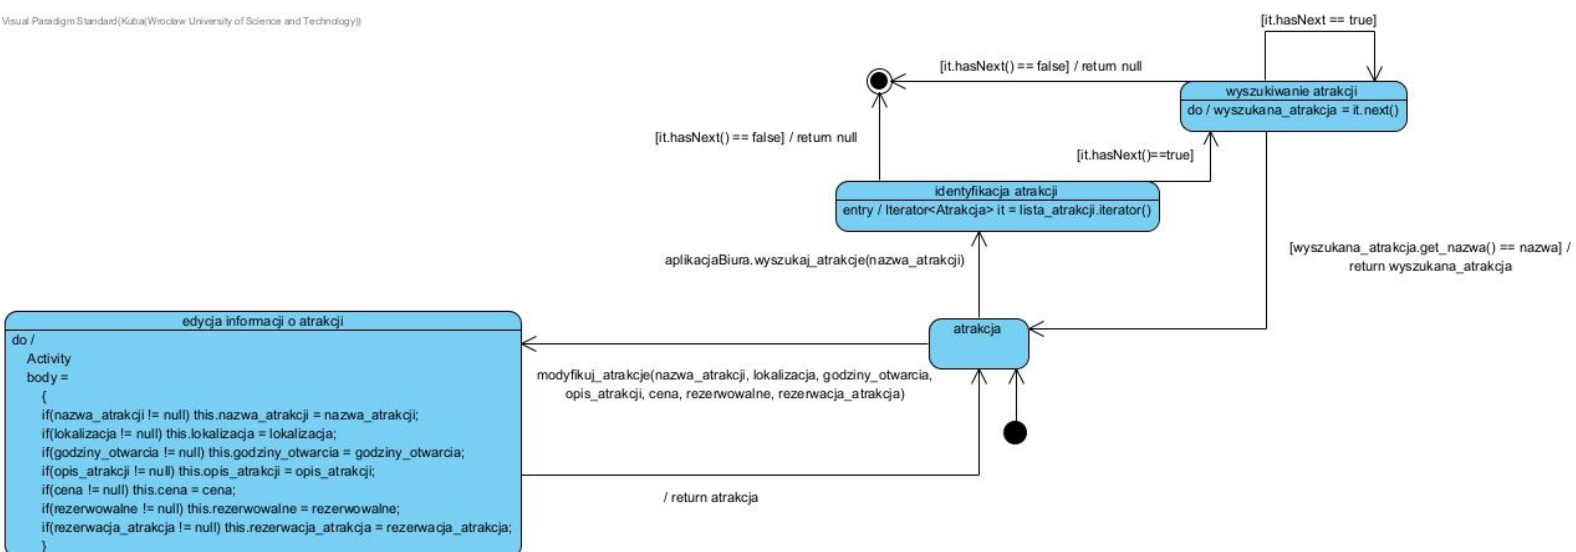 Visual Paradigm Standard(Kuba(Wrocław University of Science and Technology))
[it.hasNext == true]
[it.hasNext() == false] / return null
wyszukiwanie atrakcji
do / wyszukana_atrakcja = it.next()
[it.hasNext() == false] / return null
[it.hasNext()==true]
identyfikacja atrakcji
entry / Iterator<Atrakcja> it = lista_atrakcji.iterator()
aplikacjaBiura.wyszukaj_atrakcje(nazwa_atrakcji)
[wyszukana_atrakcja.get_nazwa() == nazwa] /
return wyszukana_atrakcja
edycja informacji o atrakcji
do /
Activity
body =
{
if(nazwa_atrakcji != null) this.nazwa_atrakcji = nazwa_atrakcji;
if(lokalizacja != null) this.lokalizacja = lokalizacja;
if(godziny_otwarcia != null) this.godziny_otwarcia = godziny_otwarcia;
if(opis_atrakcji != null) this.opis_atrakcji = opis_atrakcji;
if(cena != null) this.cena = cena;
if(rezerwowalne != null) this.rezerwowalne = rezerwowalne;
if(rezerwacja_atrakcja != null) this.rezerwacja_atrakcja = rezerwacja_atrakcja;
}
atrakcja
modyfikuj_atrakcje(nazwa_atrakcji, lokalizacja, godziny_otwarcia,
opis_atrakcji, cena, rezerwowalne, rezerwacja_atrakcja)
/ return atrakcja